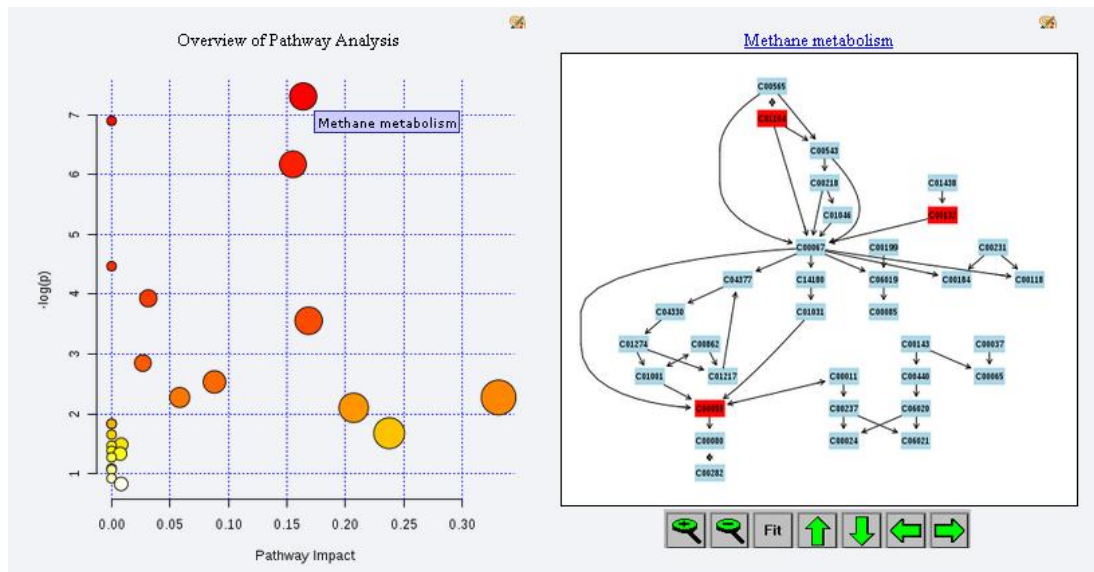 Overview of Pathway Analysis
Methane metabolism
-log(p)
7
6
5
4
3
2
1
0.00 0.05 0.10 0.15 0.20 0.25 0.30
Pathway Impact
Methane metabolism
C00565
C00543
C00218
C01438
C01046
C00132
C00067
C00199
C00231
C04377
C14180
C06019
C00184
C00118
C04330
C01031
C00085
C01274
C00862
C00143
C00037
C01001
C01217
C00011
C00440
C00065
C00237
C06020
C00080
C00024
C06021
C00282
Fit